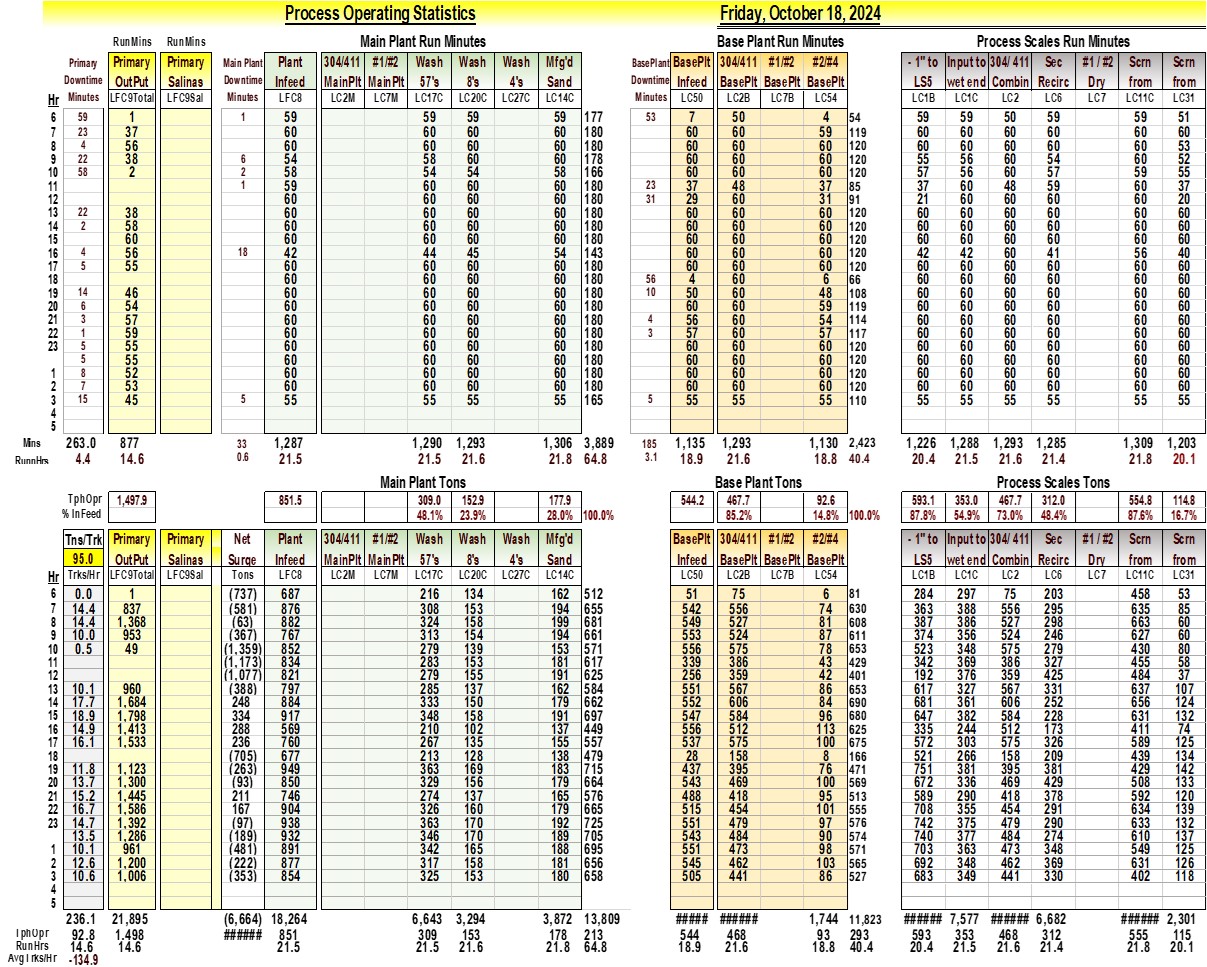 Process Operating Statistics Friday, October 18, 2024
RunMins RunMins Main Plant Run Minutes Base Plant Run Minutes Process Scales Run Minutes
Primary Primary Primary Main Plant Plant 304/411 #1/#2 Wash Wash Wash Mfg'd BasePlant BasePlt 304/411 #1/#2 #2/#4 - 1" to Input to 304/ 411 Sec #1 / #2 Scrn Scrn
Downtime OutPut Salinas Downtime Infeed MainPlt MainPlt 57's 8's 4's Sand Downtime Infeed BasePlt BasePlt BasePlt LS5 wet end Combin Recirc Dry from from
Hr Minutes LFC9Total LFC9Sal Minutes LFC8 LC2M LC7M LC17C LC20C LC27C LC14C Minutes LC50 LC2B LC7B LC54 LC1B LC1C LC2 LC6 LC7 LC11C LC31
6 59 1 1 59 59 59 59 177 53 7 50 4 54 59 59 50 59 59 51
7 23 37 60 60 60 60 180 60 60 59 119 60 60 60 60 60 60
8 4 56 60 60 60 60 180 60 60 60 120 60 60 60 60 60 53
9 22 38 6 54 58 60 60 178 60 60 60 120 55 56 60 54 60 52
10 58 2 2 58 54 54 58 166 60 60 60 120 57 56 60 57 59 55
11 1 59 60 60 60 180 23 37 48 37 85 37 60 48 59 60 37
12 60 60 60 60 180 31 29 60 31 91 21 60 60 60 60 20
13 22 38 60 60 60 60 180 60 60 60 120 60 60 60 60 60 60
14 2 58 60 60 60 60 180 60 60 60 120 60 60 60 60 60 60
15 60 60 60 60 60 180 60 60 60 120 60 60 60 60 60 60
16 4 56 18 42 44 45 54 143 60 60 60 120 42 42 60 41 56 40
17 5 55 60 60 60 60 180 60 60 60 120 60 60 60 60 60 60
18 60 60 60 60 180 56 4 60 6 66 60 60 60 60 60 60
19 14 46 60 60 60 60 180 10 50 60 48 108 60 60 60 60 60 60
20 6 54 60 60 60 60 180 60 60 59 119 60 60 60 60 60 60
21 3 57 60 60 60 60 180 4 56 60 54 114 60 60 60 60 60 60
22 1 59 60 60 60 60 180 3 57 60 57 117 60 60 60 60 60 60
23 5 55 60 60 60 60 180 60 60 60 120 60 60 60 60 60 60
5 55 60 60 60 60 180 60 60 60 120 60 60 60 60 60 60
1 8 52 60 60 60 60 180 60 60 60 120 60 60 60 60 60 60
2 7 53 60 60 60 60 180 60 60 60 120 60 60 60 60 60 60
3 15 45 5 55 55 55 55 165 5 55 55 55 110 55 55 55 55 55 55
4
5
Mins 263.0 877 33 1,287 1,290 1,293 1,306 3,889 185 1,135 1,293 1,130 2,423 1,226 1,288 1,293 1,285 1,309 1,203
RunnHrs 4.4 14.6 0.6 21.5 21.5 21.6 21.8 64.8 3.1 18.9 21.6 18.8 40.4 20.4 21.5 21.6 21.4 21.8 20.1
Main Plant Tons Base Plant Tons Process Scales Tons
TphOpr 1,497.9 851.5 309.0 152.9 177.9 544.2 467.7 92.6 593.1 353.0 467.7 312.0 554.8 114.8
% InFeed 48.1% 23.9% 28.0% 100.0% 85.2% 14.8% 100.0% 87.8% 54.9% 73.0% 48.4% 87.6% 16.7%
Tns/Trk Primary Primary Net Plant 304/411 #1/#2 Wash Wash Wash Mfg'd BasePlt 304/411 #1/#2 #2/#4 - 1" to Input to 304/ 411 Sec #1 / #2 Scrn Scrn
95.0 OutPut Salinas Surge Infeed MainPlt MainPlt 57's 8's 4's Sand Infeed BasePlt BasePlt BasePlt LS5 wet end Combin Recirc Dry from from
Hr Trks/Hr LFC9Total LFC9Sal Tons LFC8 LC2M LC7M LC17C LC20C LC27C LC14C LC50 LC2B LC7B LC54 LC1B LC1C LC2 LC6 LC7 LC11C LC31
6 0.0 1 (737) 687 216 134 162 512 51 75 6 81 284 297 75 203 458 53
7 14.4 837 (581) 876 308 153 194 655 542 556 74 630 363 388 556 295 635 85
8 14.4 1,368 (63) 882 324 158 199 681 549 527 81 608 387 386 527 298 663 60
9 10.0 953 (367) 767 313 154 194 661 553 524 87 611 374 356 524 246 627 60
10 0.5 49 (1,359) 852 279 139 153 571 556 575 78 653 523 348 575 279 430 80
11 (1,173) 834 283 153 181 617 339 386 43 429 342 369 386 327 455 58
12 (1,077) 821 279 155 191 625 256 359 42 401 192 376 359 425 484 37
13 10.1 960 (388) 797 285 137 162 584 551 567 86 653 617 327 567 331 637 107
14 17.7 1,684 248 884 333 150 179 662 552 606 84 690 681 361 606 252 656 124
15 18.9 1,798 334 917 348 158 191 697 547 584 96 680 647 382 584 228 631 132
16 14.9 1,413 288 569 210 102 137 449 556 512 113 625 335 244 512 173 411 74
17 16.1 1,533 236 760 267 135 155 557 537 575 100 675 572 303 575 326 589 125
18 (705) 677 213 128 138 479 28 158 8 166 521 266 158 209 439 134
19 11.8 1,123 (263) 949 363 169 183 715 437 395 76 471 751 381 395 381 429 142
20 13.7 1,300 (93) 850 329 156 179 664 543 469 100 569 672 336 469 429 508 133
21 15.2 1,445 211 746 274 137 165 576 488 418 95 513 589 290 418 378 592 120
22 16.7 1,586 167 904 326 160 179 665 515 454 101 555 708 355 454 291 634 139
23 14.7 1,392 (97) 938 363 170 192 725 551 479 97 576 742 375 479 290 633 132
13.5 1,286 (189) 932 346 170 189 705 543 484 90 574 740 377 484 274 610 137
1 10.1 961 (481) 891 342 165 188 695 551 473 98 571 703 363 473 348 549 125
2 12.6 1,200 (222) 877 317 158 181 656 545 462 103 565 692 348 462 369 631 126
3 10.6 1,006 (353) 854 325 153 180 658 505 441 86 527 683 349 441 330 402 118
4
5
236.1 21,895 (6,664) 18,264 6,643 3,294 3,872 13,809 ##### ###### 1,744 11,823 ###### 7,577 ###### 6,682 ###### 2,301
TphOpr 92.8 1,498 ###### 851 309 153 178 213 544 468 93 293 593 353 468 312 555 115
RunHrs 14.6 14.6 21.5 21.5 21.6 21.8 64.8 18.9 21.6 18.8 40.4 20.4 21.5 21.6 21.4 21.8 20.1
AvgTrks/Hr -134.9